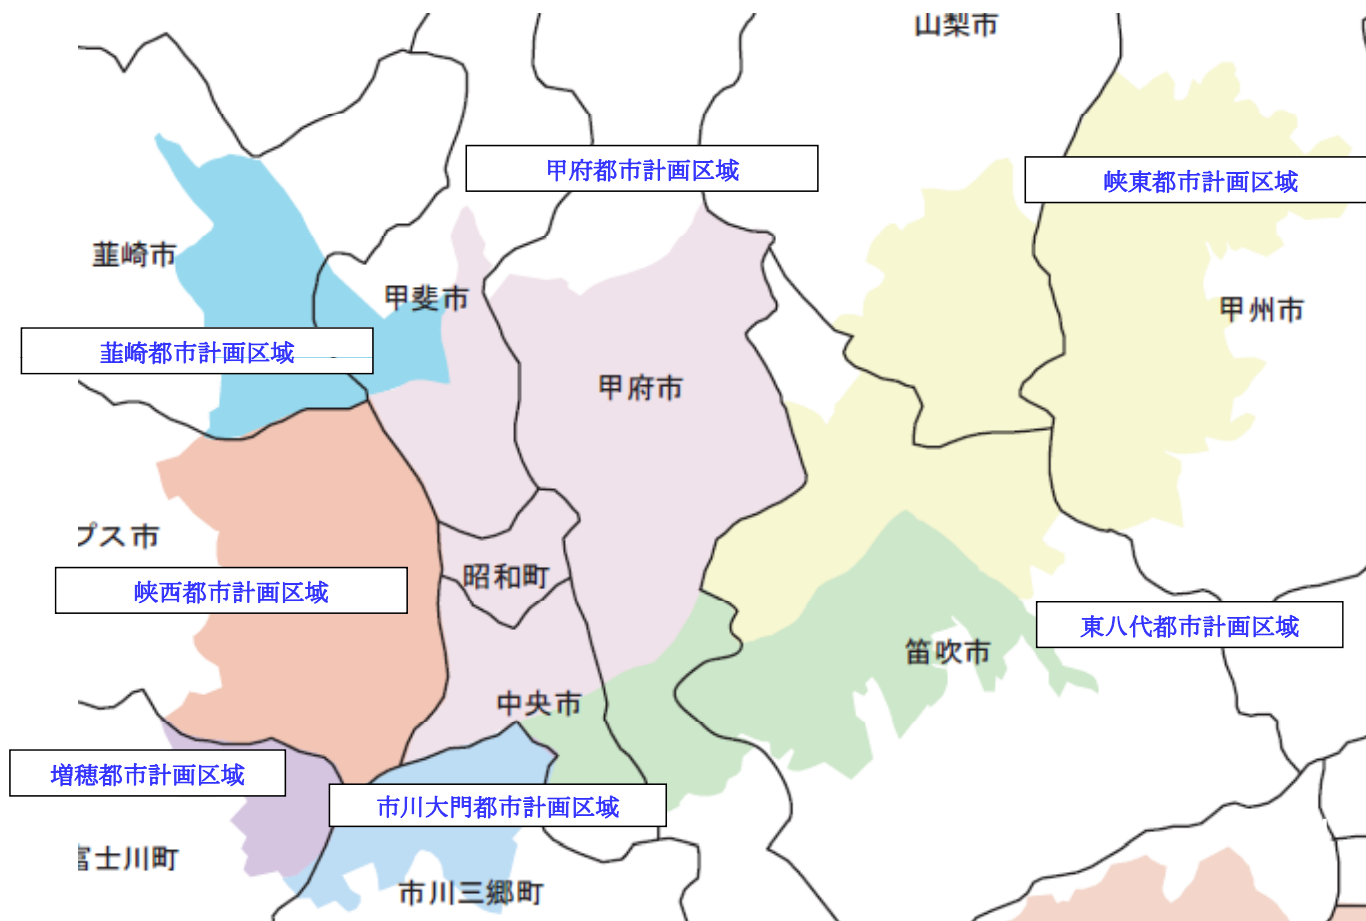 山梨市
甲府都市計画区域
峡東都市計画区域
韮崎市
甲斐市
甲州市
韮崎都市計画区域
甲府市
プス市
昭和町
峡西都市計画区域
東八代都市計画区域
笛吹市
中央市
増穂都市計画区域
市川大門都市計画区域
富士川町
市川三郷町